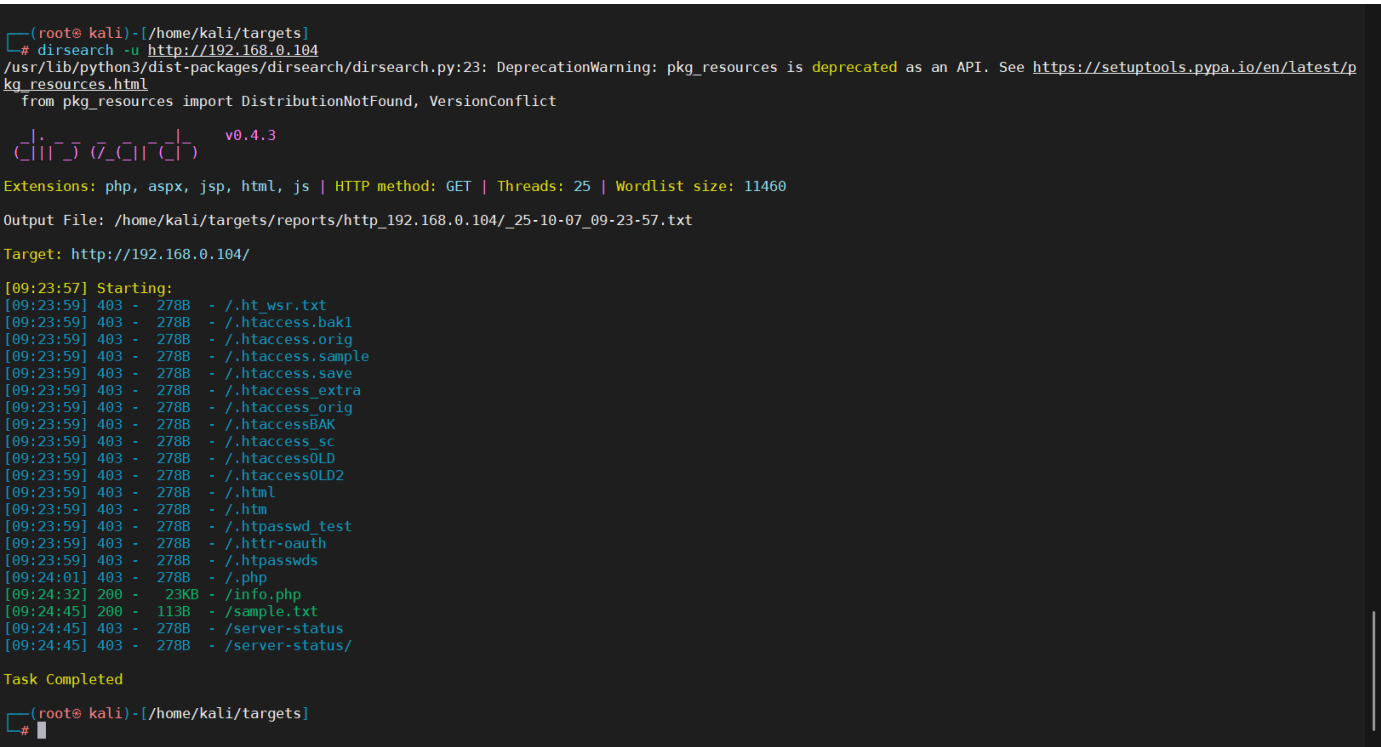 ┌──(root㉿kali)-[/home/kali/targets]
└─# dirsearch -u http://192.168.0.104
/usr/lib/python3/dist-packages/dirsearch/dirsearch.py:23: DeprecationWarning: pkg_resources is deprecated as an API. See https://setuptools.pypa.io/en/latest/p
kg_resources.html
  from pkg_resources import DistributionNotFound, VersionConflict
  _|. _ _  _  _  _ _|_    v0.4.3
 (_||| _) (/_(_|| (_| )
Extensions: php, aspx, jsp, html, js | HTTP method: GET | Threads: 25 | Wordlist size: 11460
Output File: /home/kali/targets/reports/http_192.168.0.104/_25-10-07_09-23-57.txt
Target: http://192.168.0.104/
[09:23:57] Starting:
[09:23:59] 403 -  278B  - /.ht_wsr.txt
[09:23:59] 403 -  278B  - /.htaccess.bak1
[09:23:59] 403 -  278B  - /.htaccess.orig
[09:23:59] 403 -  278B  - /.htaccess.sample
[09:23:59] 403 -  278B  - /.htaccess.save
[09:23:59] 403 -  278B  - /.htaccess_extra
[09:23:59] 403 -  278B  - /.htaccess_orig
[09:23:59] 403 -  278B  - /.htaccessBAK
[09:23:59] 403 -  278B  - /.htaccess_sc
[09:23:59] 403 -  278B  - /.htaccessOLD
[09:23:59] 403 -  278B  - /.htaccessOLD2
[09:23:59] 403 -  278B  - /.html
[09:23:59] 403 -  278B  - /.htm
[09:23:59] 403 -  278B  - /.htpasswd_test
[09:23:59] 403 -  278B  - /.httr-oauth
[09:23:59] 403 -  278B  - /.htpasswds
[09:24:01] 403 -  278B  - /.php
[09:24:32] 200 -   23KB - /info.php
[09:24:45] 200 -  113B  - /sample.txt
[09:24:45] 403 -  278B  - /server-status
[09:24:45] 403 -  278B  - /server-status/
Task Completed
┌──(root㉿kali)-[/home/kali/targets]
└─#